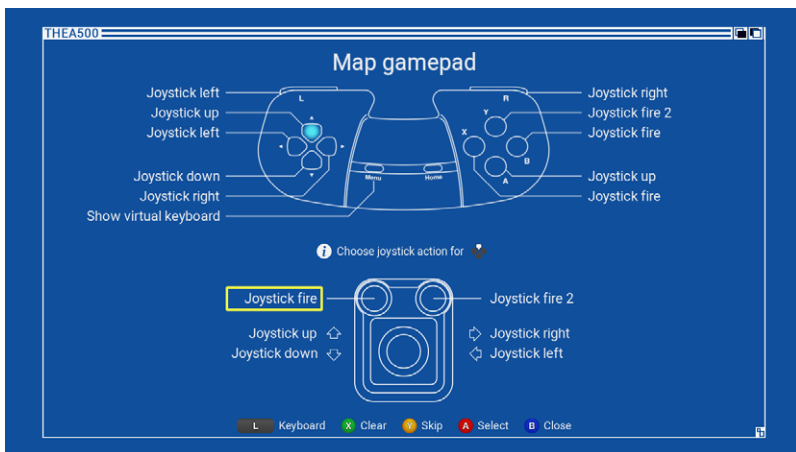 THEA500
Map gamepad
Joystick left
Joystick up
Joystick left
Joystick down
Joystick right
Show virtual keyboard
L
R
Y
X
B
A
Menu
Home
Joystick right
Joystick fire 2
Joystick fire
Joystick up
Joystick fire
i Choose joystick action for
Joystick fire
Joystick fire 2
Joystick up
Joystick right
Joystick down
Joystick left
L Keyboard X Clear Y Skip A Select B Close